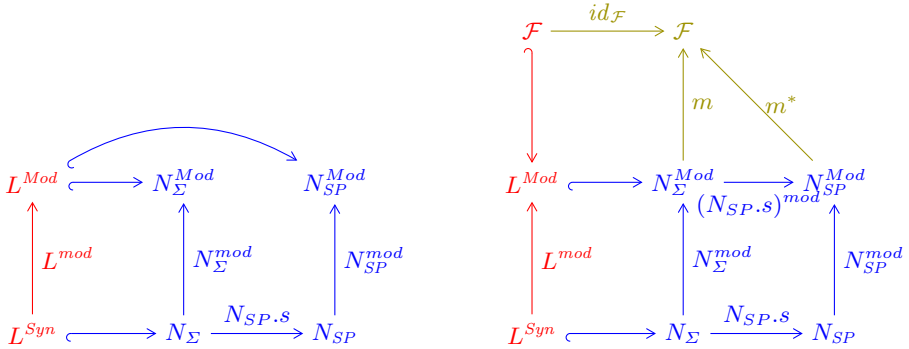 $\mathcal{F}$ $id_{\mathcal{F}}$ $\mathcal{F}$
$m$ $m^*$
$L^{Mod}$ $N_\Sigma^{Mod}$ $N_{SP}^{Mod}$ $L^{Mod}$ $N_\Sigma^{Mod}$ $N_{SP}^{Mod}$
$(N_{SP}.s)^{mod}$
$L^{mod}$ $N_\Sigma^{mod}$ $N_{SP}^{mod}$ $L^{mod}$ $N_\Sigma^{mod}$ $N_{SP}^{mod}$
$N_{SP}.s$ $N_{SP}.s$
$L^{Syn}$ $N_\Sigma$ $N_{SP}$ $L^{Syn}$ $N_\Sigma$ $N_{SP}$